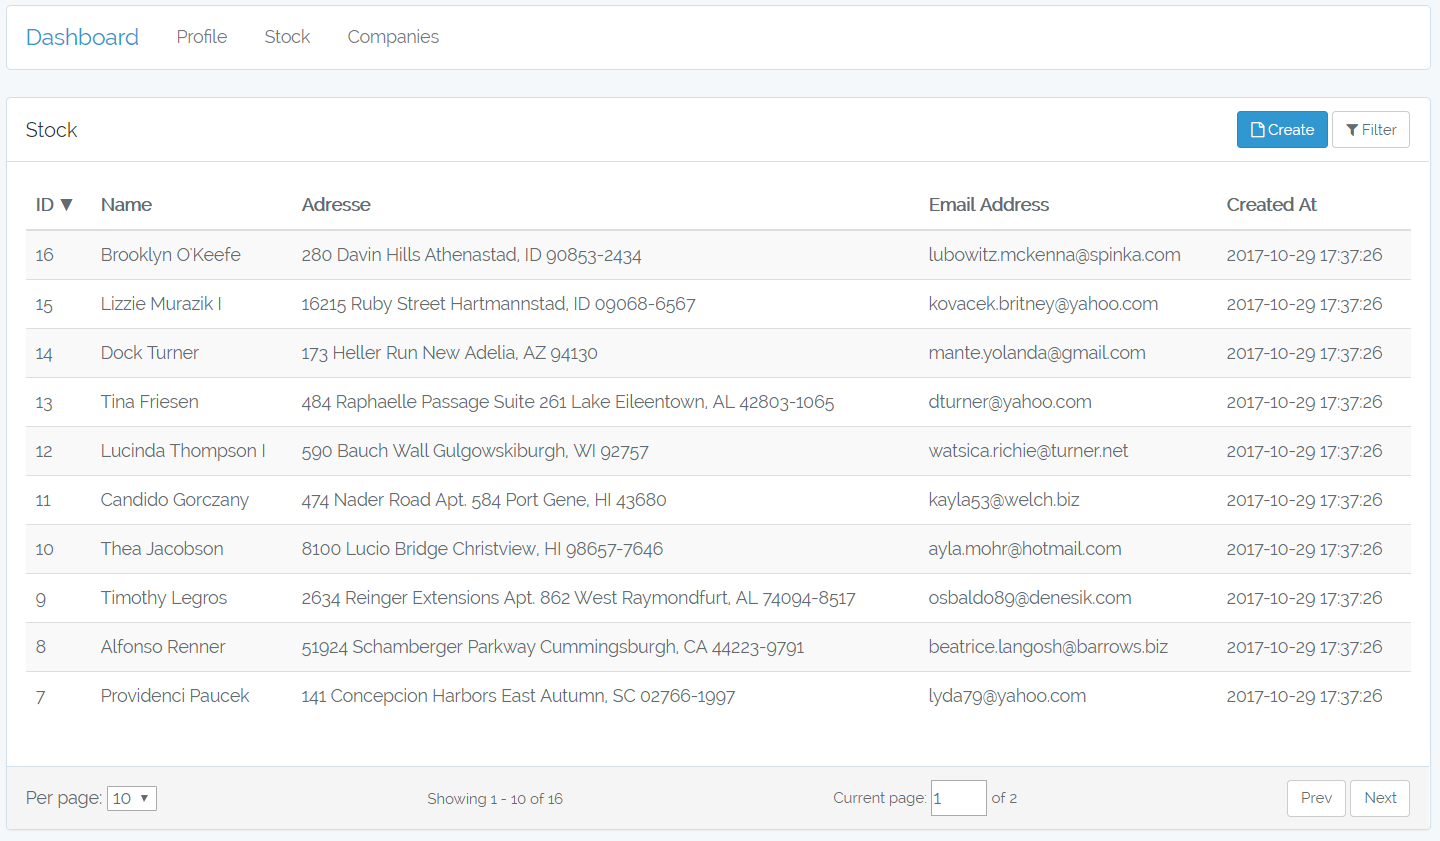 Dashboard Profile Stock Companies
Stock Create Filter
ID ▼ Name Adresse Email Address Created At
16 Brooklyn O'Keefe 280 Davin Hills Athenastad, ID 90853-2434 lubowitz.mckenna@spinka.com 2017-10-29 17:37:26
15 Lizzie Murazik I 16215 Ruby Street Hartmannstad, ID 09068-6567 kovacek.britney@yahoo.com 2017-10-29 17:37:26
14 Dock Turner 173 Heller Run New Adelia, AZ 94130 mante.yolanda@gmail.com 2017-10-29 17:37:26
13 Tina Friesen 484 Raphaelle Passage Suite 261 Lake Eileentown, AL 42803-1065 dturner@yahoo.com 2017-10-29 17:37:26
12 Lucinda Thompson I 590 Bauch Wall Gulgowskiburgh, WI 92757 watsica.richie@turner.net 2017-10-29 17:37:26
11 Candido Gorczany 474 Nader Road Apt. 584 Port Gene, HI 43680 kayla53@welch.biz 2017-10-29 17:37:26
10 Thea Jacobson 8100 Lucio Bridge Christview, HI 98657-7646 ayla.mohr@hotmail.com 2017-10-29 17:37:26
9 Timothy Legros 2634 Reinger Extensions Apt. 862 West Raymondfurt, AL 74094-8517 osbaldo89@denesik.com 2017-10-29 17:37:26
8 Alfonso Renner 51924 Schamberger Parkway Cummingsburgh, CA 44223-9791 beatrice.langosh@barrows.biz 2017-10-29 17:37:26
7 Providenci Paucek 141 Concepcion Harbors East Autumn, SC 02766-1997 lyda79@yahoo.com 2017-10-29 17:37:26
Per page: 10 ▼ Showing 1 - 10 of 16 Current page: 1 of 2 Prev Next